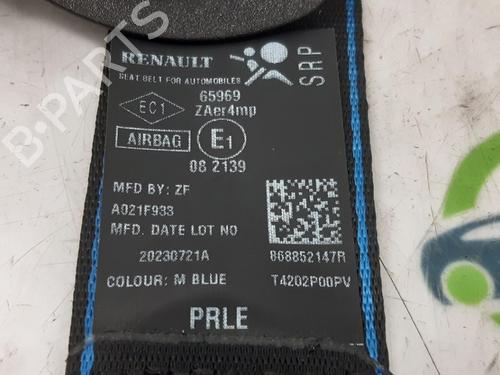 RENAULT
SRP
SEAT BELT FOR AUTOMOBILES
EC1
65969
ZAer4mp
AIRBAG
E1
08 2139
MFD BY: ZF
A021F933
MFD. DATE LOT NO
20230721A
868852147R
COLOUR: M BLUE
T4202P00PV
PRLE
B-PARTS